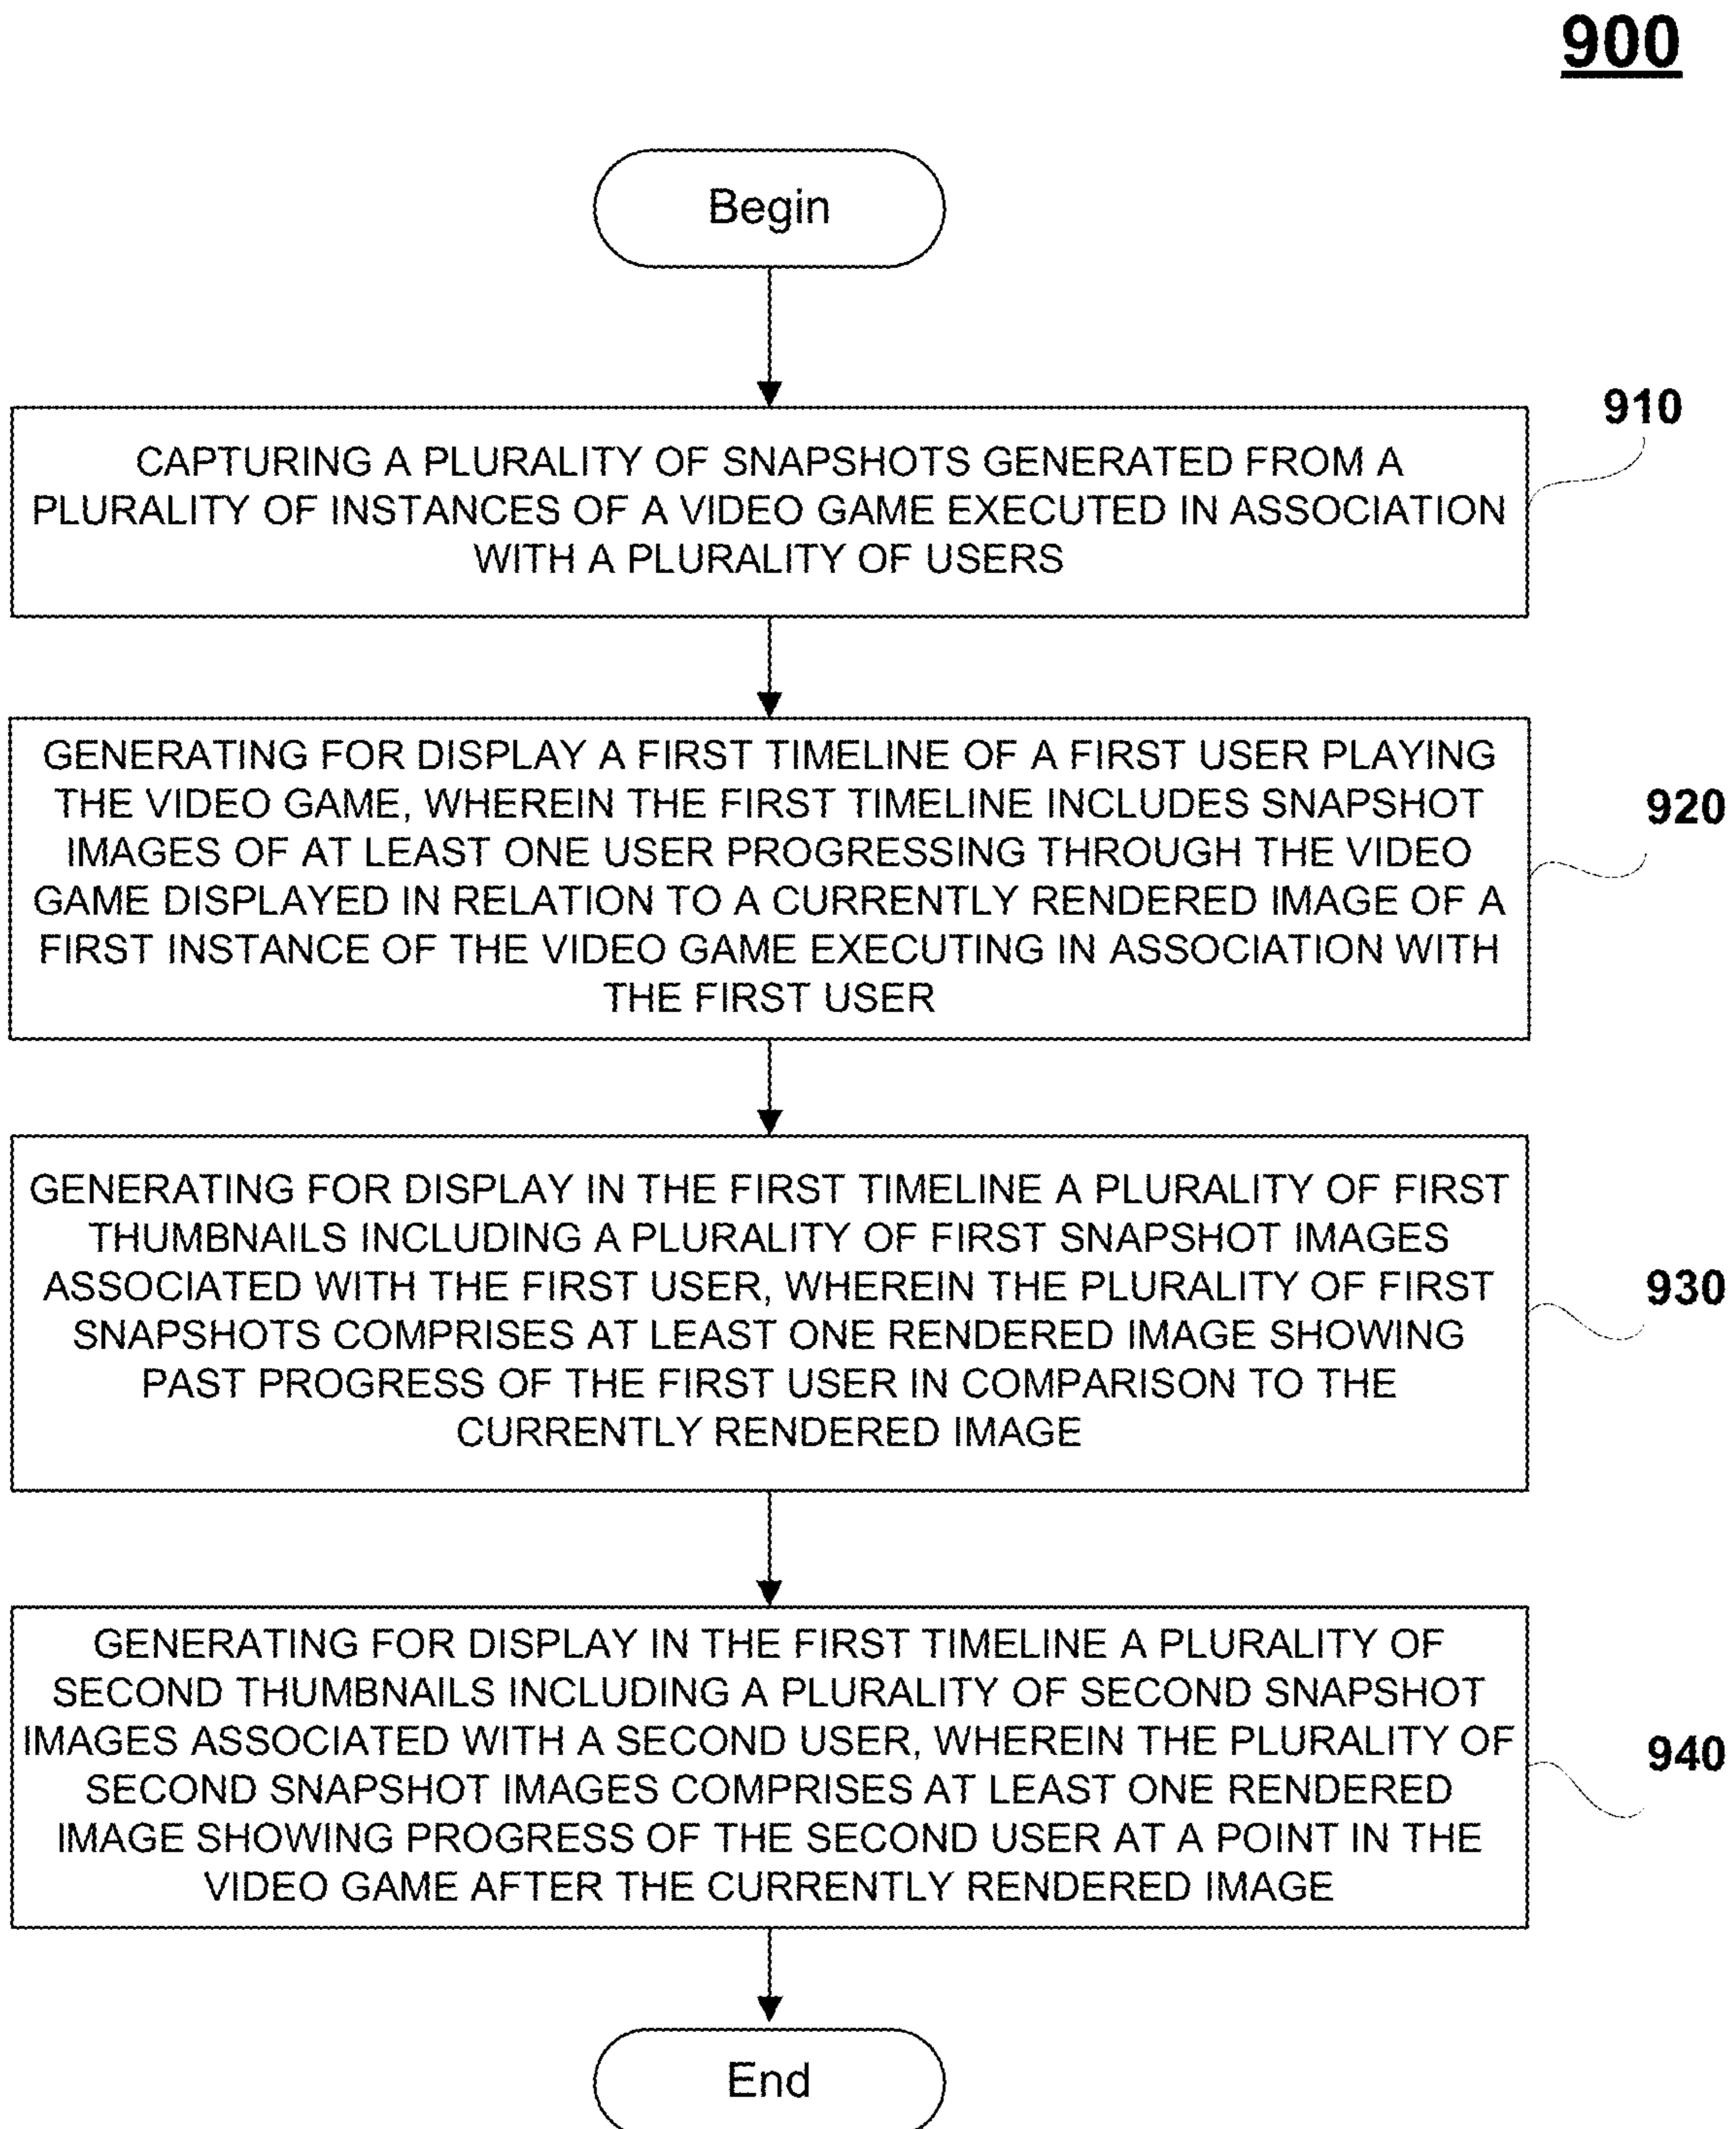 900
Begin
910
CAPTURING A PLURALITY OF SNAPSHOTS GENERATED FROM A
PLURALITY OF INSTANCES OF A VIDEO GAME EXECUTED IN ASSOCIATION
WITH A PLURALITY OF USERS
GENERATING FOR DISPLAY A FIRST TIMELINE OF A FIRST USER PLAYING
THE VIDEO GAME, WHEREIN THE FIRST TIMELINE INCLUDES SNAPSHOT
920
IMAGES OF AT LEAST ONE USER PROGRESSING THROUGH THE VIDEO
GAME DISPLAYED IN RELATION TO A CURRENTLY RENDERED IMAGE OF A
FIRST INSTANCE OF THE VIDEO GAME EXECUTING IN ASSOCIATION WITH
THE FIRST USER
GENERATING FOR DISPLAY IN THE FIRST TIMELINE A PLURALITY OF FIRST
THUMBNAILS INCLUDING A PLURALITY OF FIRST SNAPSHOT IMAGES
ASSOCIATED WITH THE FIRST USER, WHEREIN THE PLURALITY OF FIRST
930
SNAPSHOTS COMPRISES AT LEAST ONE RENDERED IMAGE SHOWING
PAST PROGRESS OF THE FIRST USER IN COMPARISON TO THE
CURRENTLY RENDERED IMAGE
GENERATING FOR DISPLAY IN THE FIRST TIMELINE A PLURALITY OF
SECOND THUMBNAILS INCLUDING A PLURALITY OF SECOND SNAPSHOT
IMAGES ASSOCIATED WITH A SECOND USER, WHEREIN THE PLURALITY OF
940
SECOND SNAPSHOT IMAGES COMPRISES AT LEAST ONE RENDERED
IMAGE SHOWING PROGRESS OF THE SECOND USER AT A POINT IN THE
VIDEO GAME AFTER THE CURRENTLY RENDERED IMAGE
End